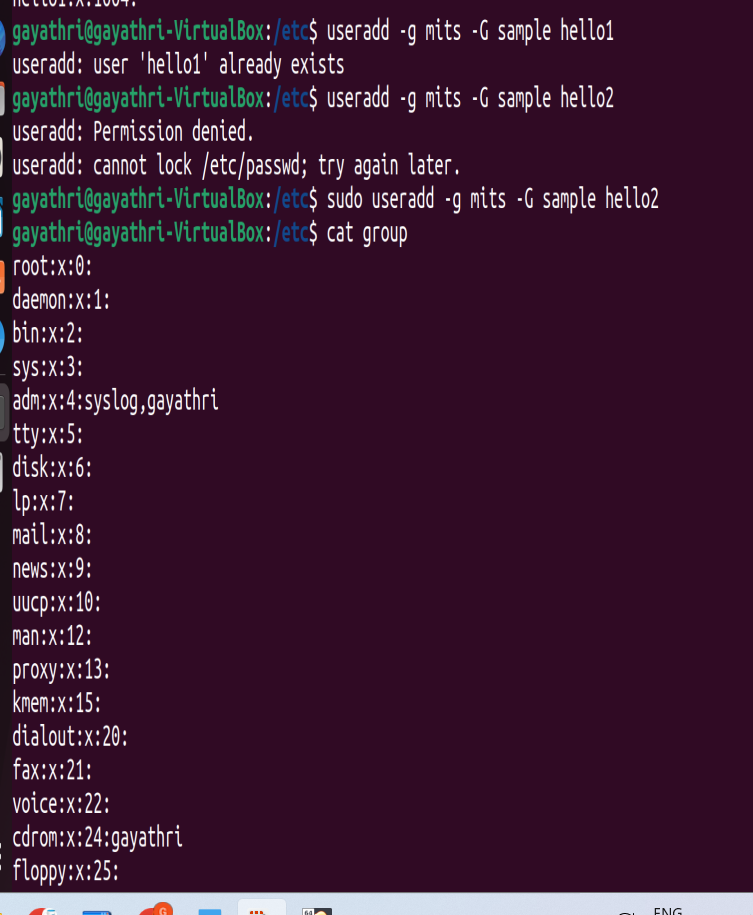 hello1:x:1004:
gayathri@gayathri-VirtualBox:/etc$ useradd -g mits -G sample hello1
useradd: user 'hello1' already exists
gayathri@gayathri-VirtualBox:/etc$ useradd -g mits -G sample hello2
useradd: Permission denied.
useradd: cannot lock /etc/passwd; try again later.
gayathri@gayathri-VirtualBox:/etc$ sudo useradd -g mits -G sample hello2
gayathri@gayathri-VirtualBox:/etc$ cat group
root:x:0:
daemon:x:1:
bin:x:2:
sys:x:3:
adm:x:4:syslog,gayathri
tty:x:5:
disk:x:6:
lp:x:7:
mail:x:8:
news:x:9:
uucp:x:10:
man:x:12:
proxy:x:13:
kmem:x:15:
dialout:x:20:
fax:x:21:
voice:x:22:
cdrom:x:24:gayathri
floppy:x:25:
G
64
ENG